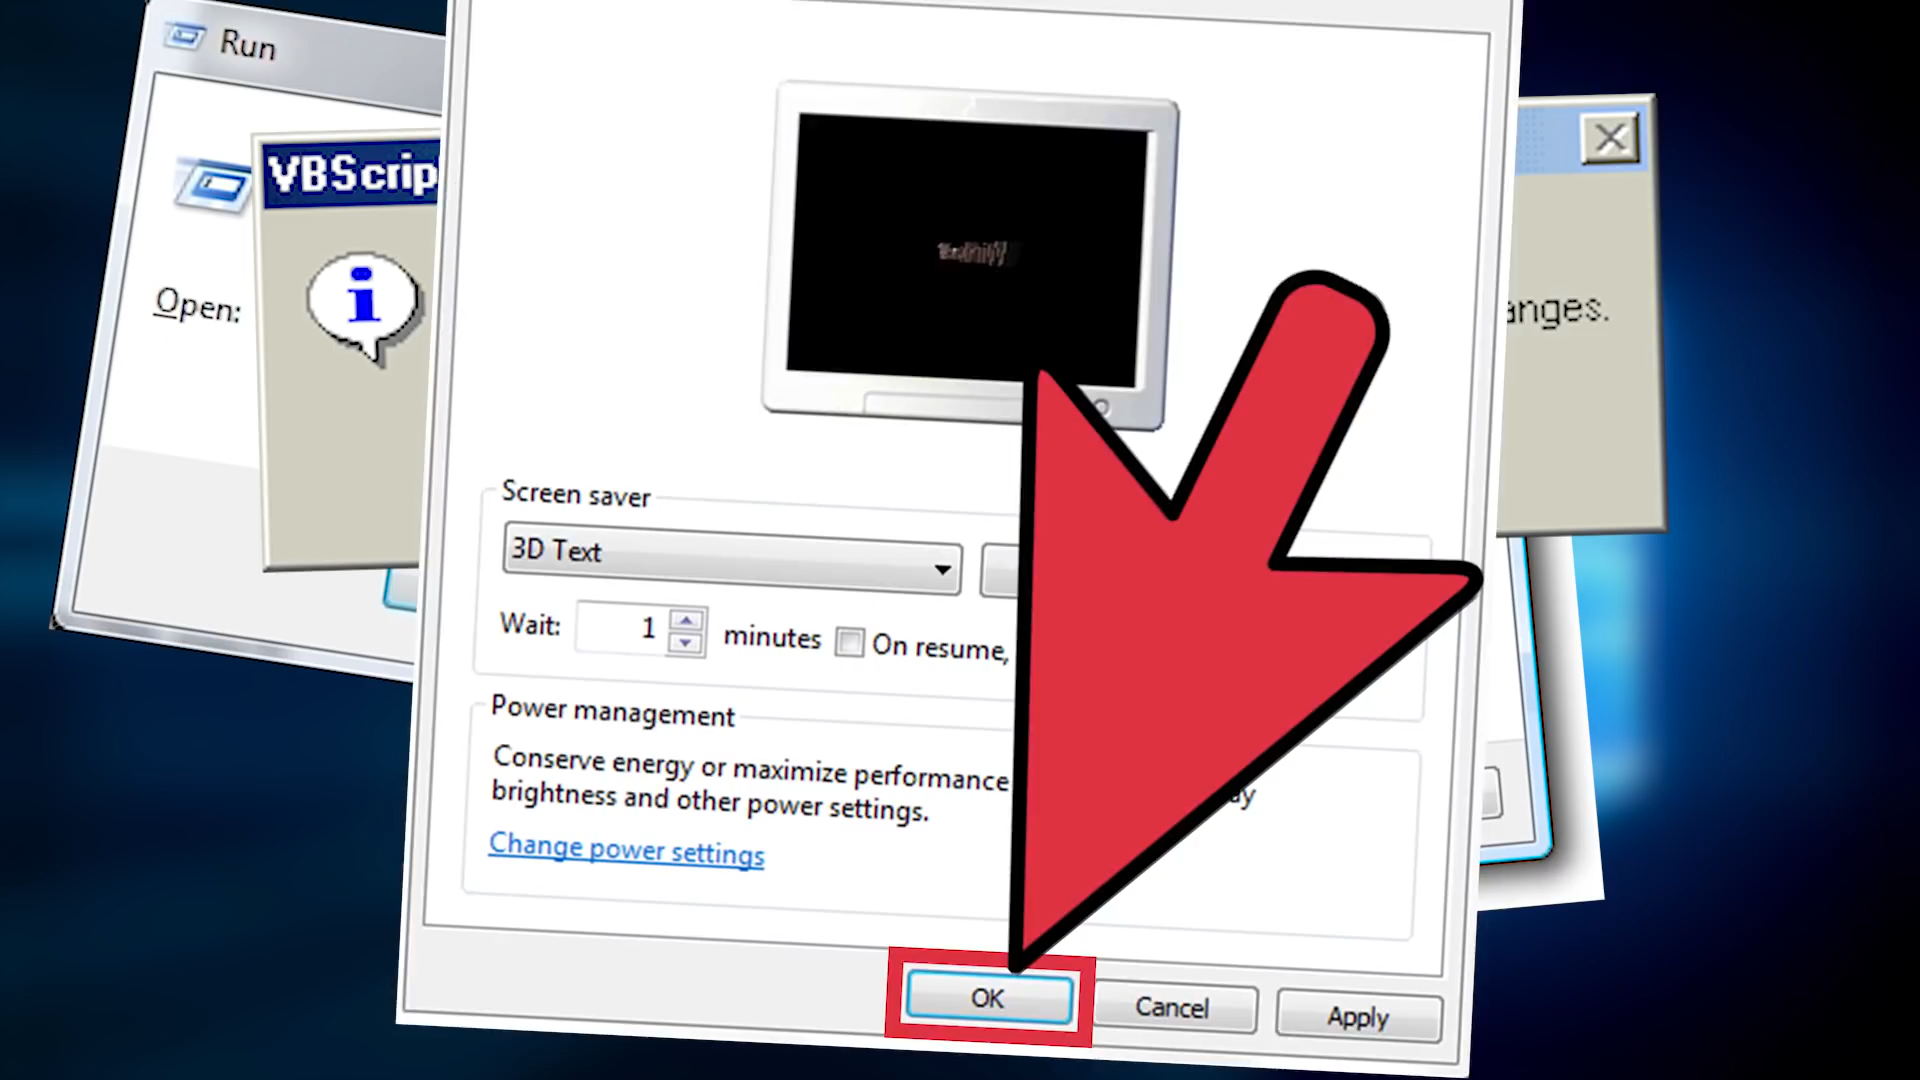 Run
Open:
VBScrip
anges.
Screen saver
3D Text
Wait: 1 minutes On resume,
Power management
Conserve energy or maximize performance
brightness and other power settings.
Change power settings
OK Cancel Apply